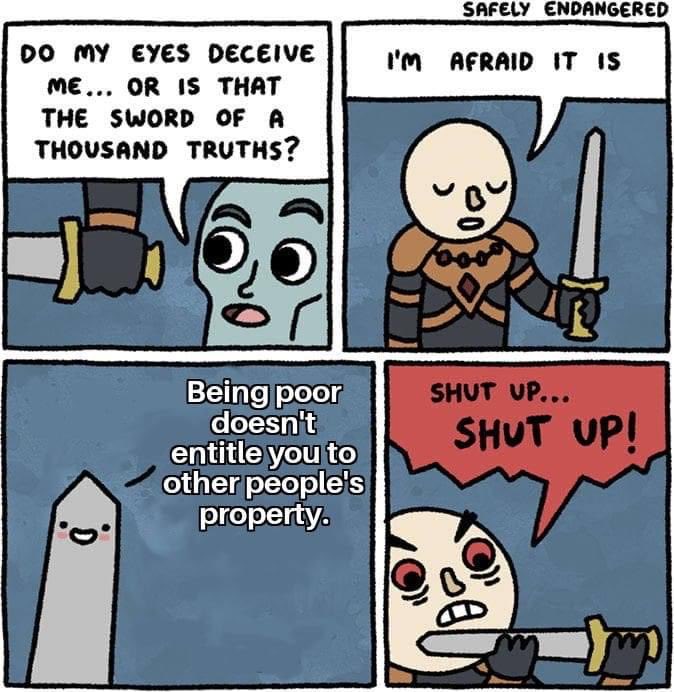 SAFELY ENDANGERED
DO MY EYES DECEIVE
ME... OR IS THAT
THE SWORD OF A
THOUSAND TRUTHS?
I'M AFRAID IT IS
Being poor
doesn't
entitle you to
other people's
property.
SHUT UP...
SHUT UP!